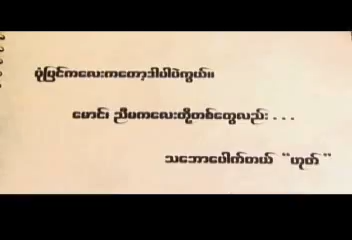 ပုံပြင်ကလေးကတော့ဒါပါပဲကွယ်။
မောင်၊ ညီမကလေးတို့တစ်တွေလည်း ...
သဘောပေါက်တယ် “ဟုတ်”